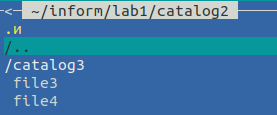 <- ~/inform/lab1/catalog2
.и
/..
/catalog3
file3
file4